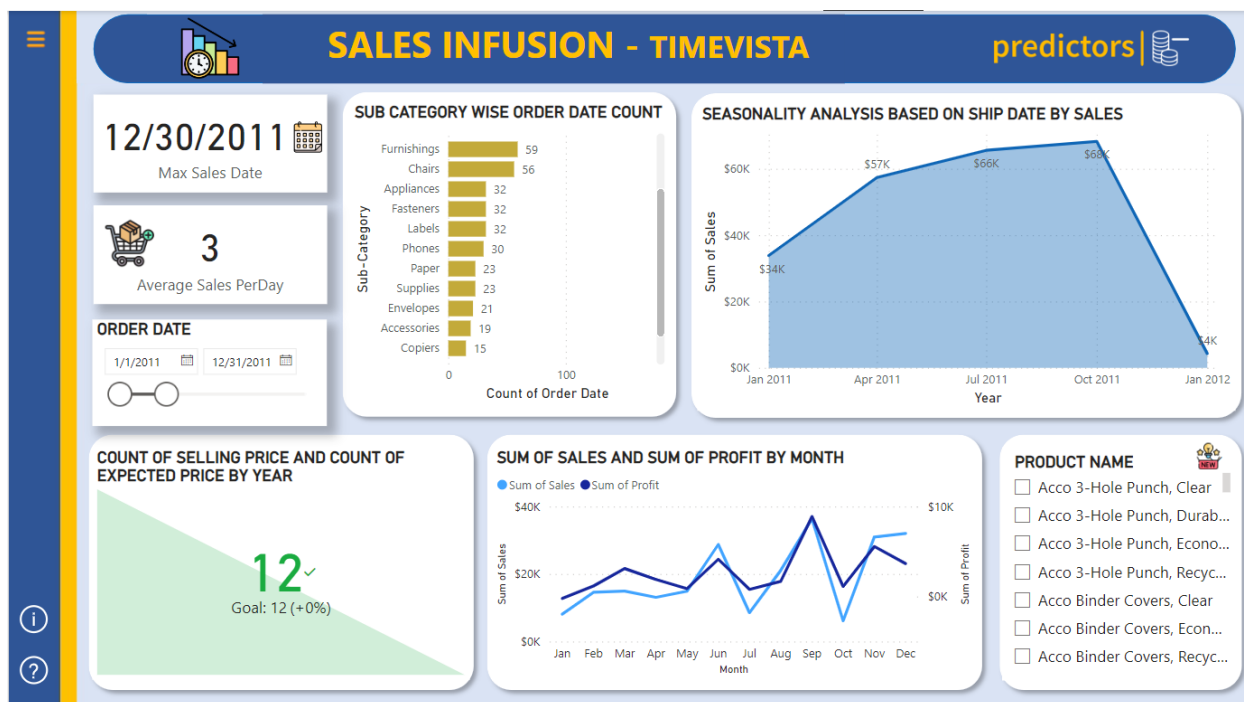 SALES INFUSION - TIMEVISTA
predictors
12/30/2011
Max Sales Date
3
Average Sales PerDay
ORDER DATE
1/1/2011 12/31/2011
SUB CATEGORY WISE ORDER DATE COUNT
Sub-Category
Furnishings 59
Chairs 56
Appliances 32
Fasteners 32
Labels 32
Phones 30
Paper 23
Supplies 23
Envelopes 21
Accessories 19
Copiers 15
0 100
Count of Order Date
SEASONALITY ANALYSIS BASED ON SHIP DATE BY SALES
Sum of Sales
$60K
$40K
$20K
$0K
$34K
$57K
$66K
$68K
$4K
Jan 2011 Apr 2011 Jul 2011 Oct 2011 Jan 2012
Year
COUNT OF SELLING PRICE AND COUNT OF
EXPECTED PRICE BY YEAR
12
Goal: 12 (+0%)
SUM OF SALES AND SUM OF PROFIT BY MONTH
Sum of Sales Sum of Profit
Sum of Sales
$40K
$20K
$0K
$10K
$0K
Sum of Profit
Jan Feb Mar Apr May Jun Jul Aug Sep Oct Nov Dec
Month
NEW
PRODUCT NAME
Acco 3-Hole Punch, Clear
Acco 3-Hole Punch, Durab...
Acco 3-Hole Punch, Econo...
Acco 3-Hole Punch, Recyc...
Acco Binder Covers, Clear
Acco Binder Covers, Econ...
Acco Binder Covers, Recyc...
i
?